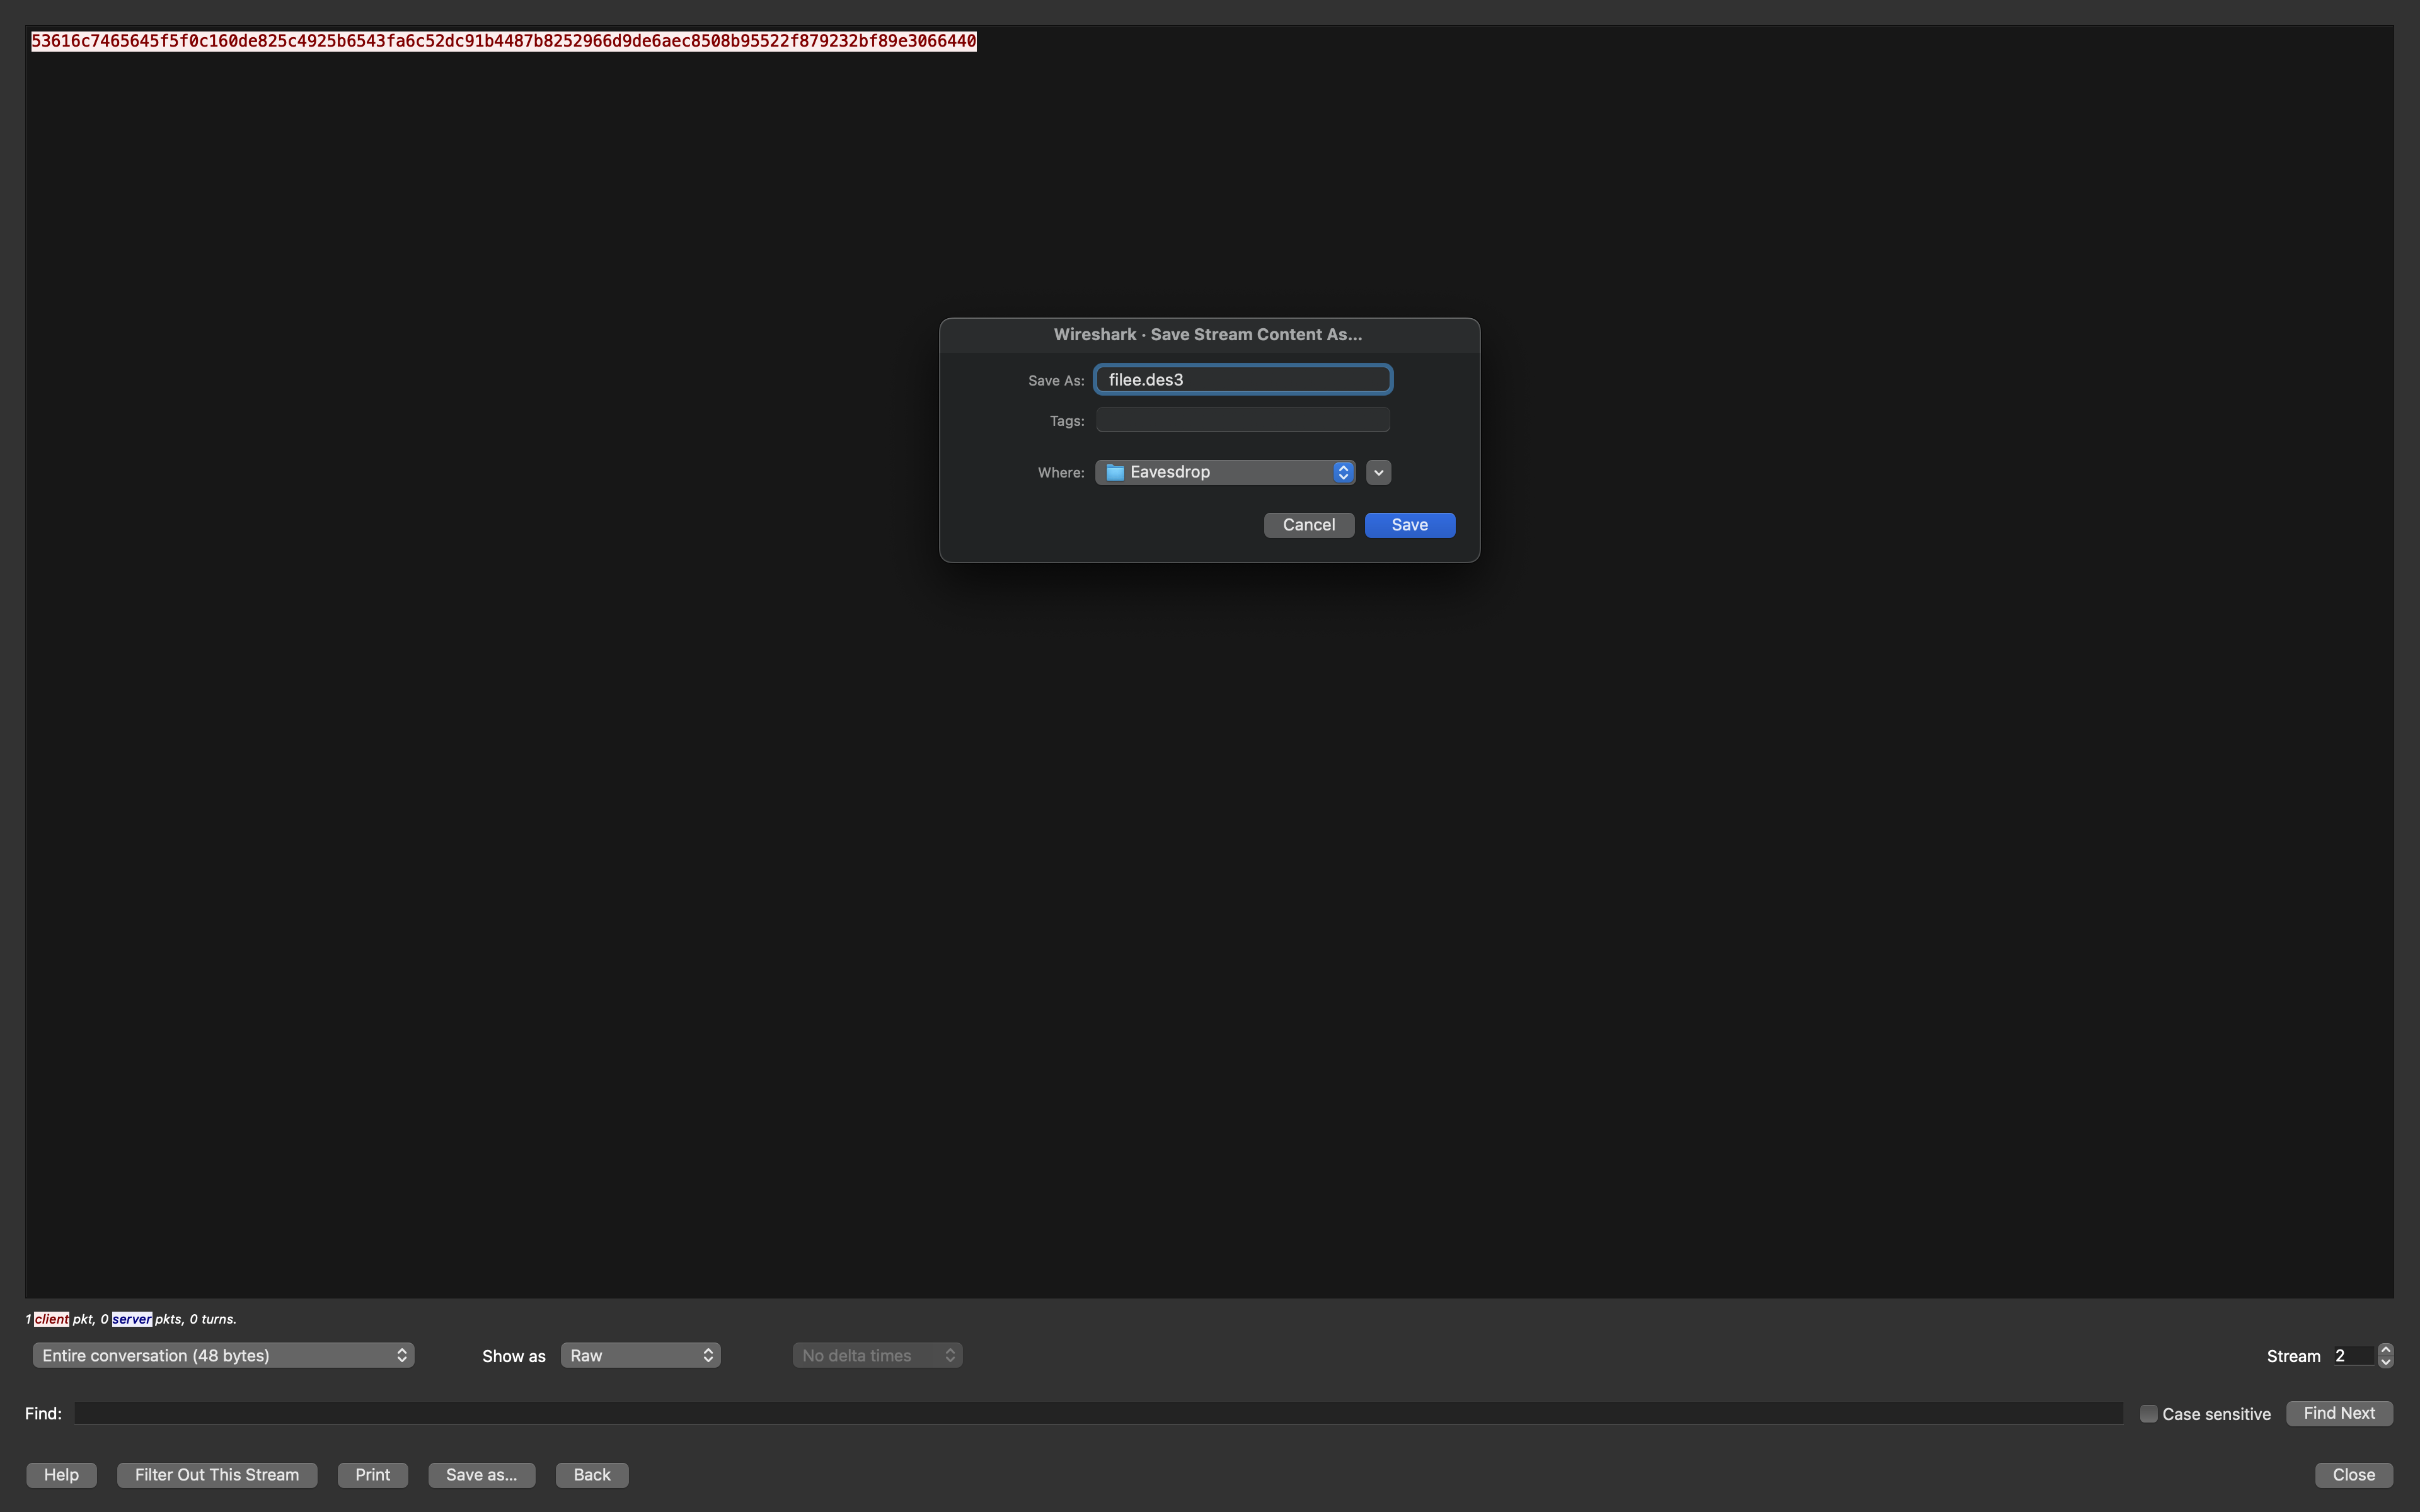 53616c7465645f5f0c160de825c4925b6543fa6c52dc91b4487b8252966d9de6aec8508b95522f879232bf89e3066440
Wireshark · Save Stream Content As...
Save As: filee.des3
Tags:
Where: Eavesdrop
Cancel Save
1 client pkt, 0 server pkts, 0 turns.
Entire conversation (48 bytes) Show as Raw No delta times Stream 2
Find: Case sensitive Find Next
Help Filter Out This Stream Print Save as... Back Close